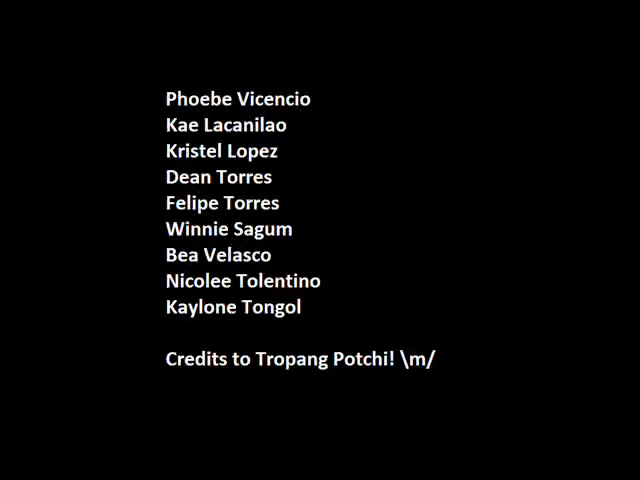 Phoebe Vicencio
Kae Lacanilao
Kristel Lopez
Dean Torres
Felipe Torres
Winnie Sagum
Bea Velasco
Nicolee Tolentino
Kaylone Tongol
Credits to Tropang Potchi! \m/